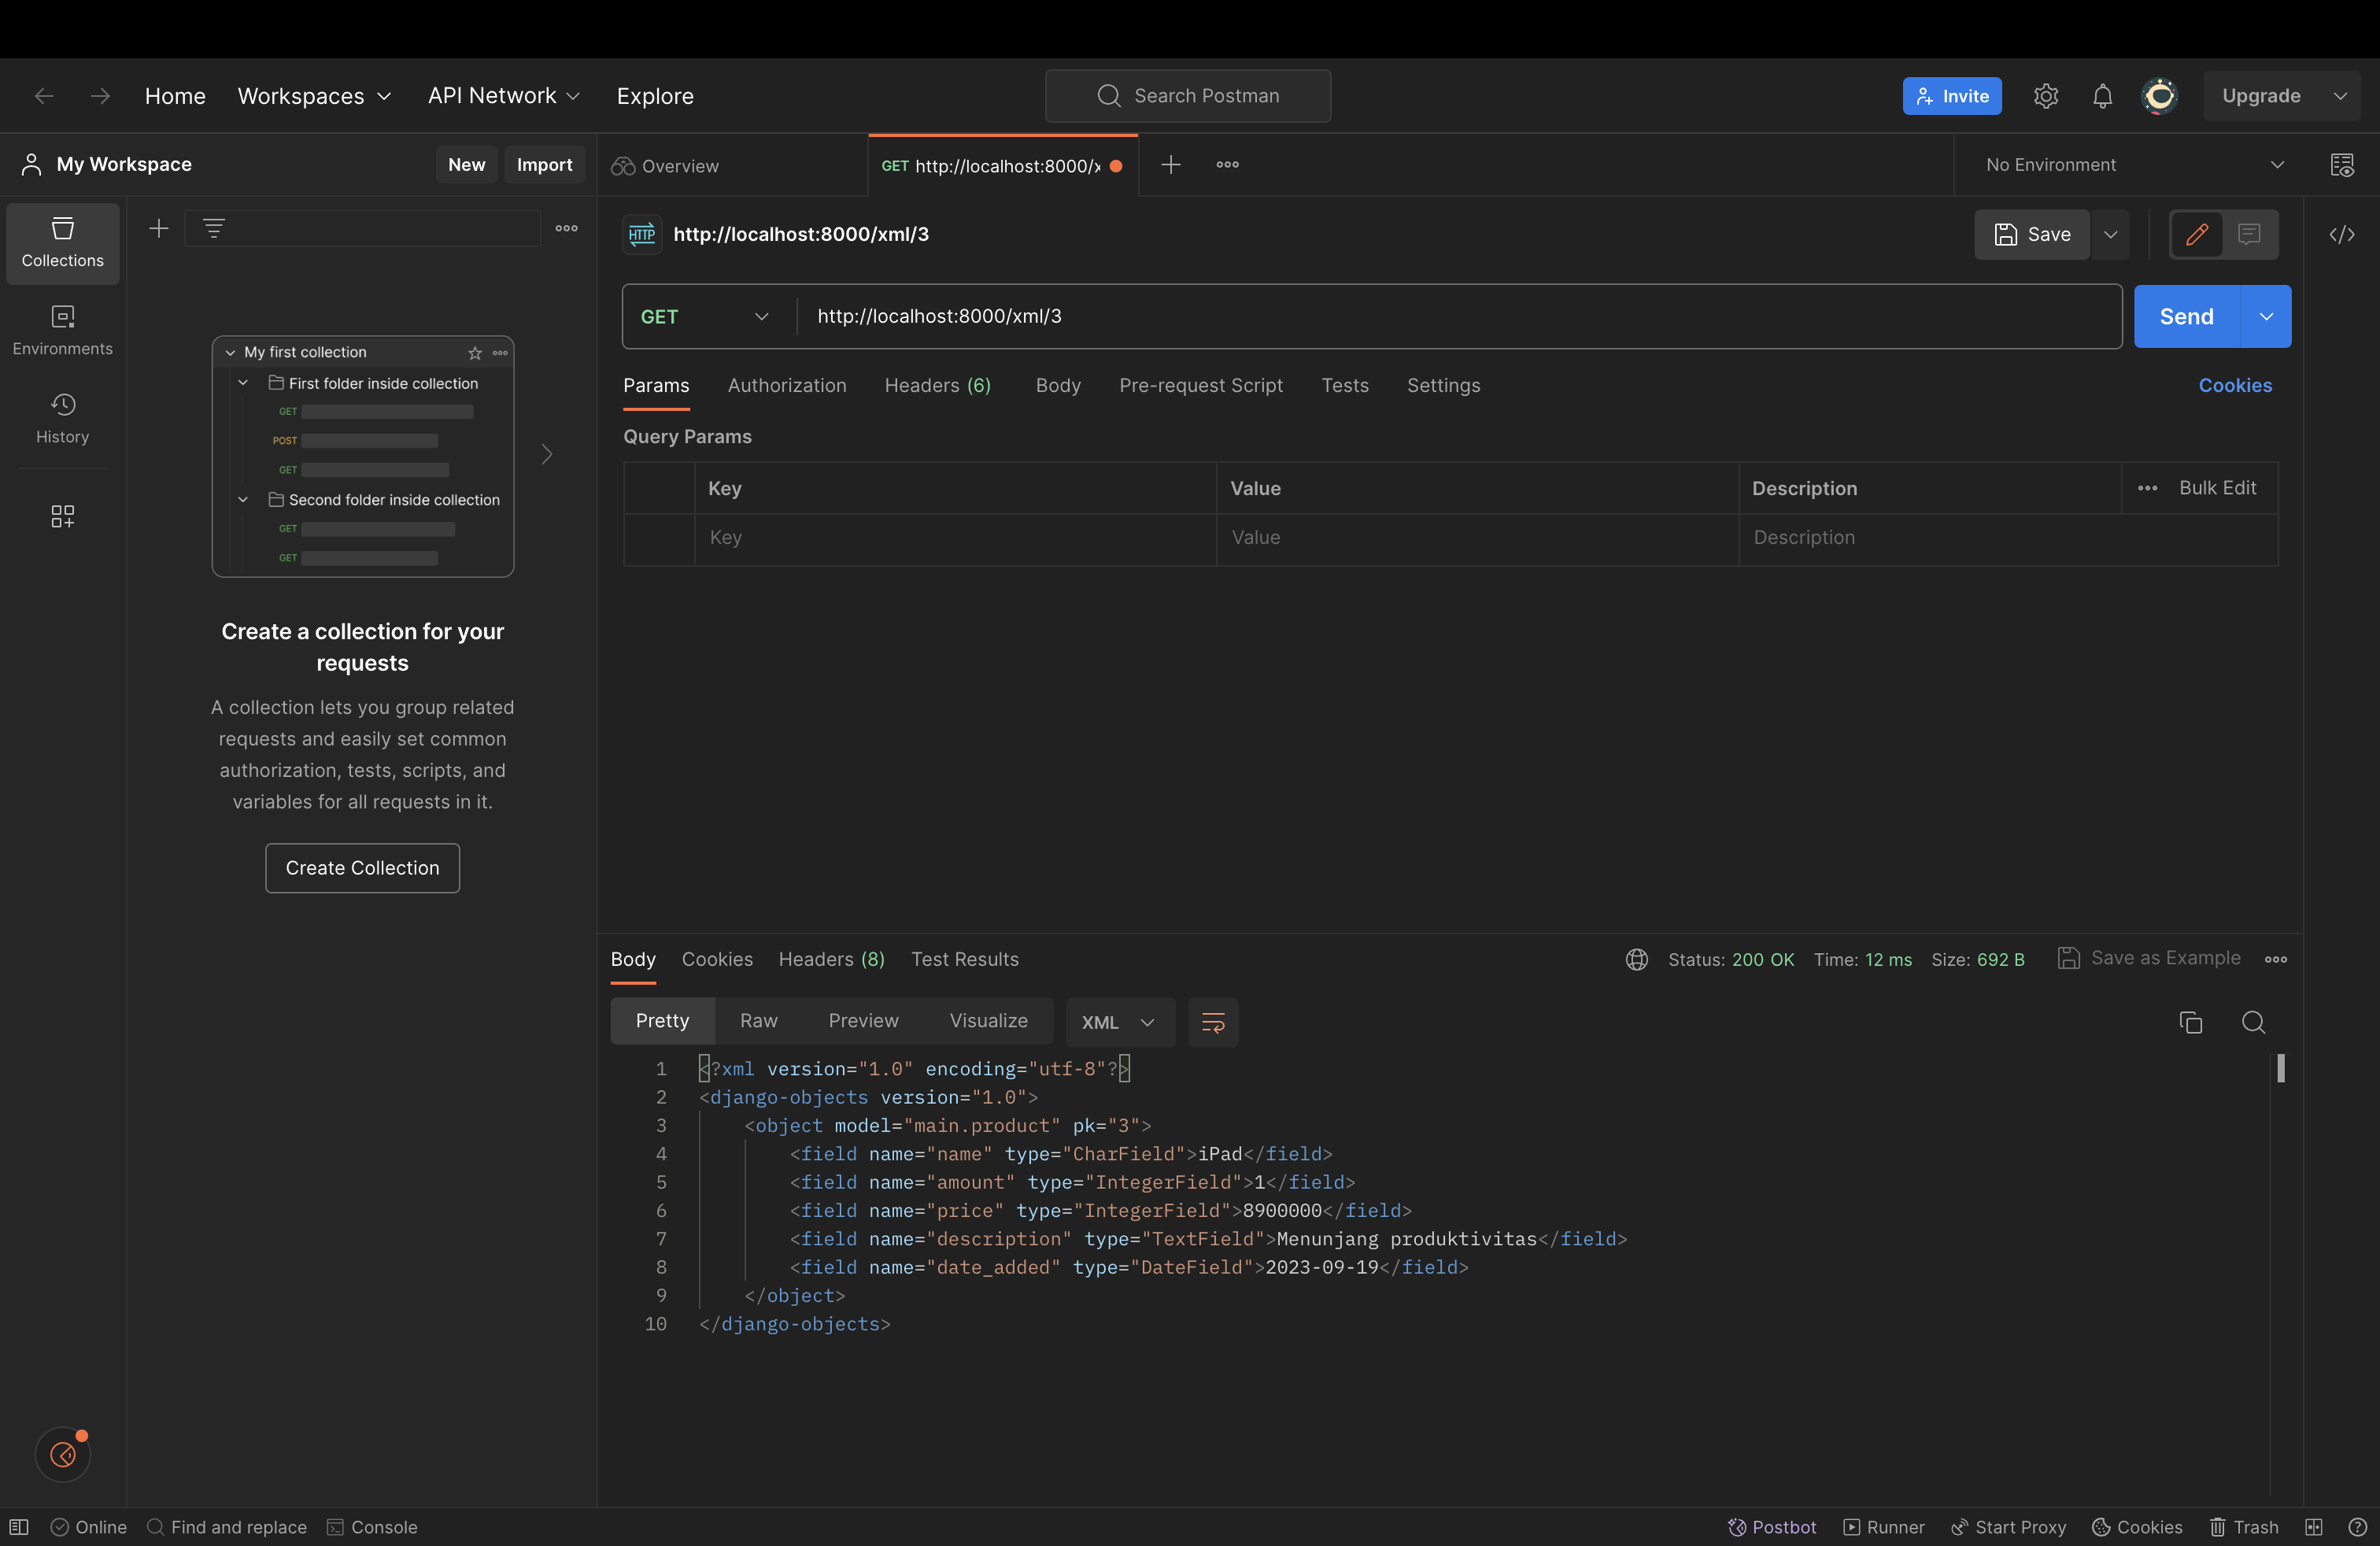 Home Workspaces API Network Explore
Search Postman
Invite
Upgrade
My Workspace
New Import
Overview
GET http://localhost:8000/x
No Environment
Collections
Environments
History
My first collection
First folder inside collection
GET
POST
GET
Second folder inside collection
GET
GET
Create a collection for your
requests
A collection lets you group related
requests and easily set common
authorization, tests, scripts, and
variables for all requests in it.
Create Collection
HTTP http://localhost:8000/xml/3
Save
GET http://localhost:8000/xml/3
Send
Params Authorization Headers (6) Body Pre-request Script Tests Settings Cookies
Query Params
Key Value Description Bulk Edit
Key Value Description
Body Cookies Headers (8) Test Results
Status: 200 OK Time: 12 ms Size: 692 B Save as Example
Pretty Raw Preview Visualize XML
1 <?xml version="1.0" encoding="utf-8"?>
2 <django-objects version="1.0">
3 <object model="main.product" pk="3">
4 <field name="name" type="CharField">iPad</field>
5 <field name="amount" type="IntegerField">1</field>
6 <field name="price" type="IntegerField">8900000</field>
7 <field name="description" type="TextField">Menunjang produktivitas</field>
8 <field name="date_added" type="DateField">2023-09-19</field>
9 </object>
10 </django-objects>
Online Find and replace Console
Postbot Runner Start Proxy Cookies Trash